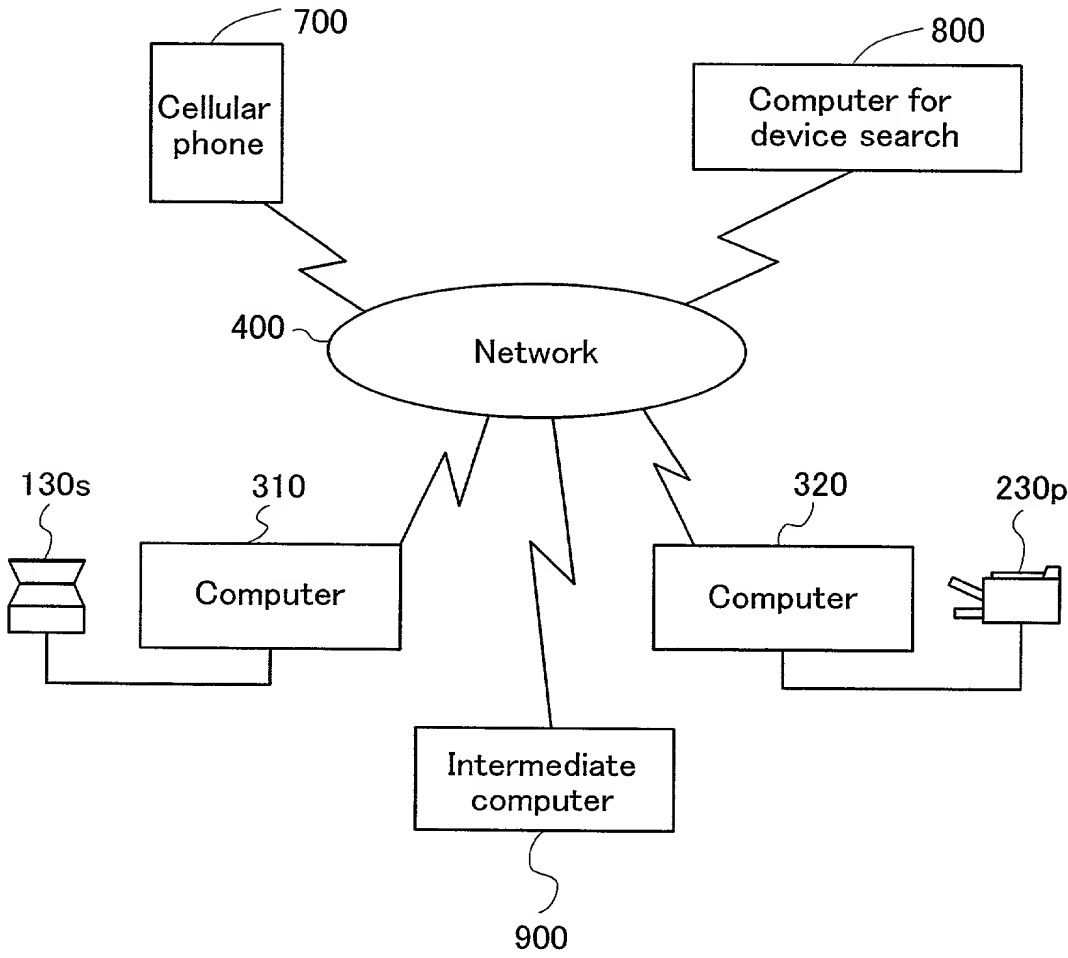 700
800
Cellular
phone
Computer for
device search
400
Network
130s
310
320
230p
Computer
Computer
Intermediate
computer
900